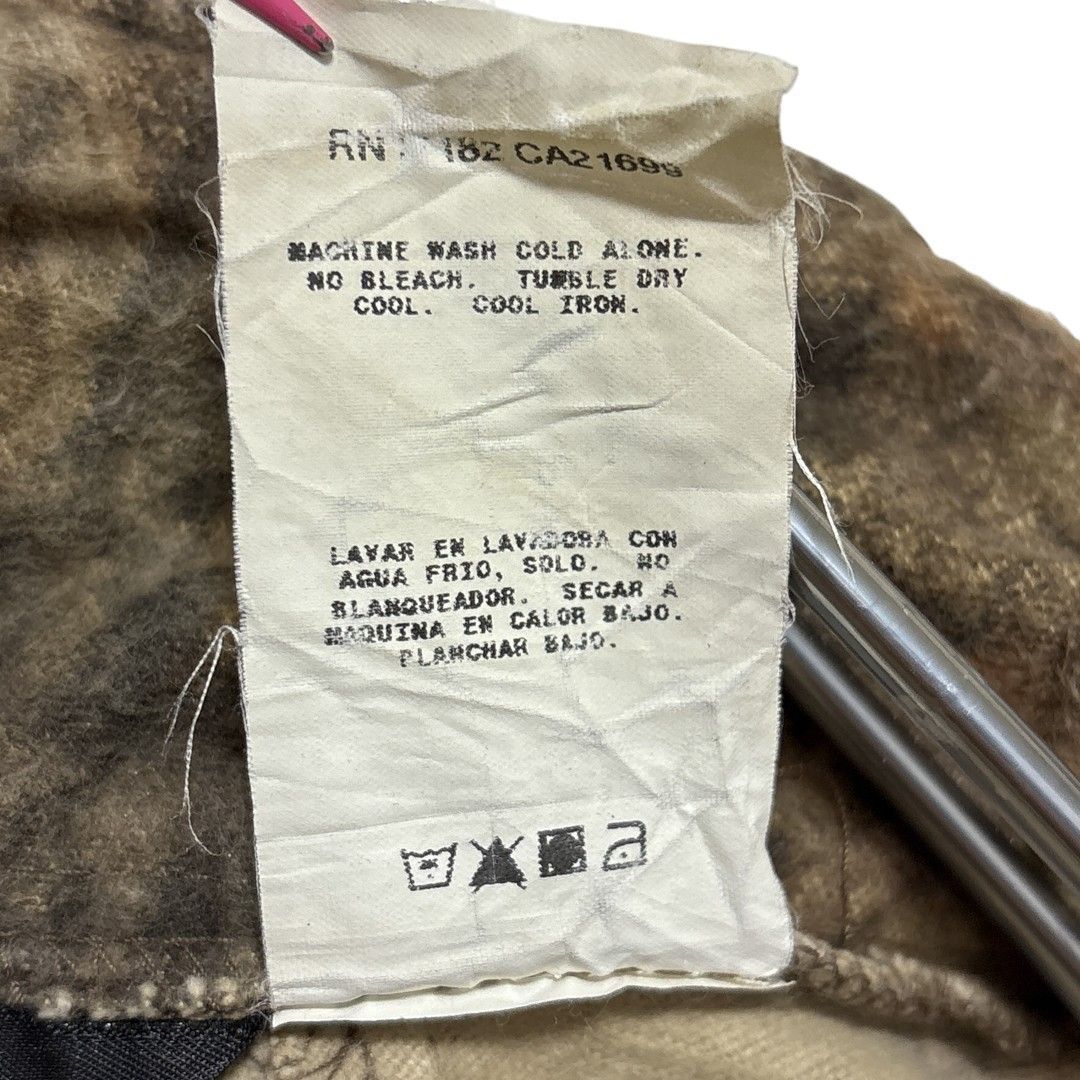 RN 182 CA21699
MACHINE WASH COLD ALONE.
NO BLEACH. TUMBLE DRY
COOL. COOL IRON.
LAVAR EN LAVADORA CON
AGUA FRIO, SOLO. NO
BLANQUEADOR. SECAR A
MAQUINA EN CALOR BAJO.
PLANCHAR BAJO.